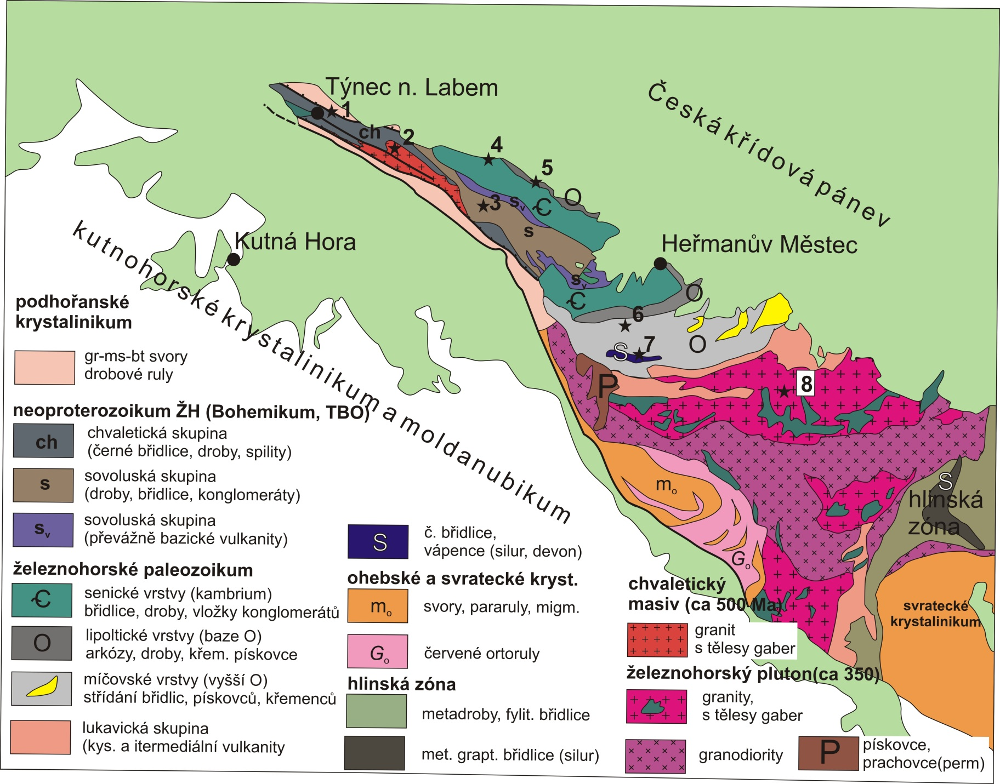 Týnec n. Labem
1
ch
2
4
5
O
Česká křídová pánev
3
sv
Ꞓ
s
Kutná Hora
Heřmanův Městec
kutnohorské krystalinikum a moldanubikum
sv
Ꞓ
O
6
S
7
O
P
8
mo
Go
S
hlinská
zóna
svratecké
krystalinikum
podhořanské
krystalinikum
gr-ms-bt svory
drobové ruly
neoproterozoikum ŽH (Bohemikum, TBO)
ch
chvaletická skupina
(černé břidlice, droby, spility)
s
sovoluská skupina
(droby, břidlice, konglomeráty)
sv
sovoluská skupina
(převážně bazické vulkanity)
železnohorské paleozoikum
Ꞓ
senické vrstvy (kambrium)
břidlice, droby, vložky konglomerátů
O
lipoltické vrstvy (baze O)
arkózy, droby, křem. pískovce
míčovské vrstvy (vyšší O)
střídání břidlic, pískovců, křemenců
lukavická skupina
(kys. a itermediální vulkanity
S
č. břidlice,
vápence (silur, devon)
ohebské a svratecké kryst.
mo
svory, pararuly, migm.
Go
červené ortoruly
hlinská zóna
metadroby, fylit. břidlice
met. grapt. břidlice (silur)
chvaletický
masiv (ca 500 Ma)
granit
s tělesy gaber
železnohorský pluton(ca 350)
granity,
s tělesy gaber
granodiority
P
pískovce,
prachovce(perm)